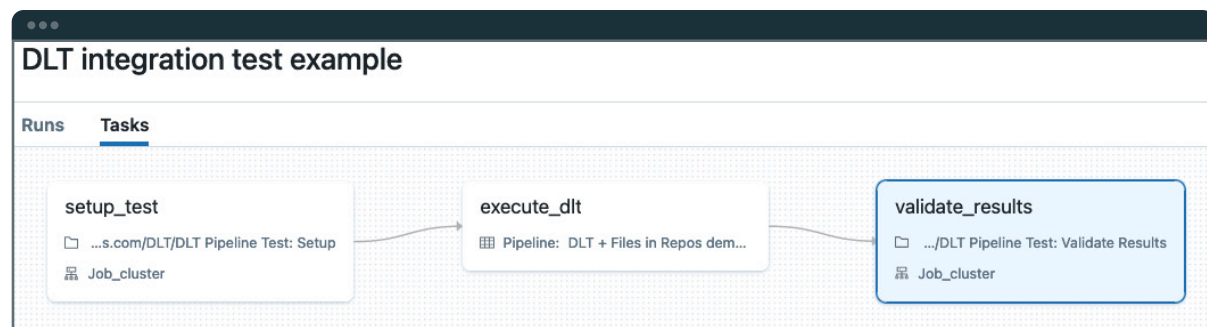 DLT integration test example
Runs
Tasks
setup_test
...s.com/DLT/DLT Pipeline Test: Setup
Job_cluster
execute_dlt
Pipeline: DLT + Files in Repos dem...
validate_results
.../DLT Pipeline Test: Validate Results
Job_cluster